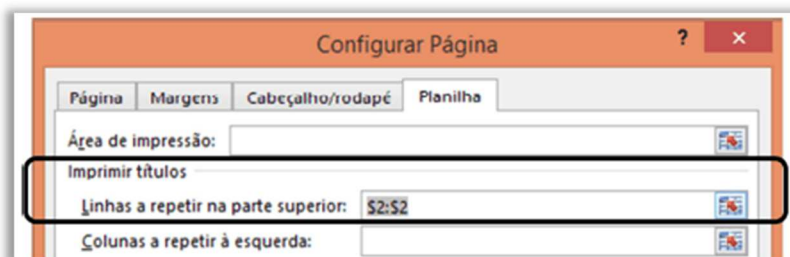 Configurar Página ? ×
Página Margens Cabeçalho/rodapé Planilha
Área de impressão:
Imprimir títulos
Linhas a repetir na parte superior: $2:$2
Colunas a repetir à esquerda: